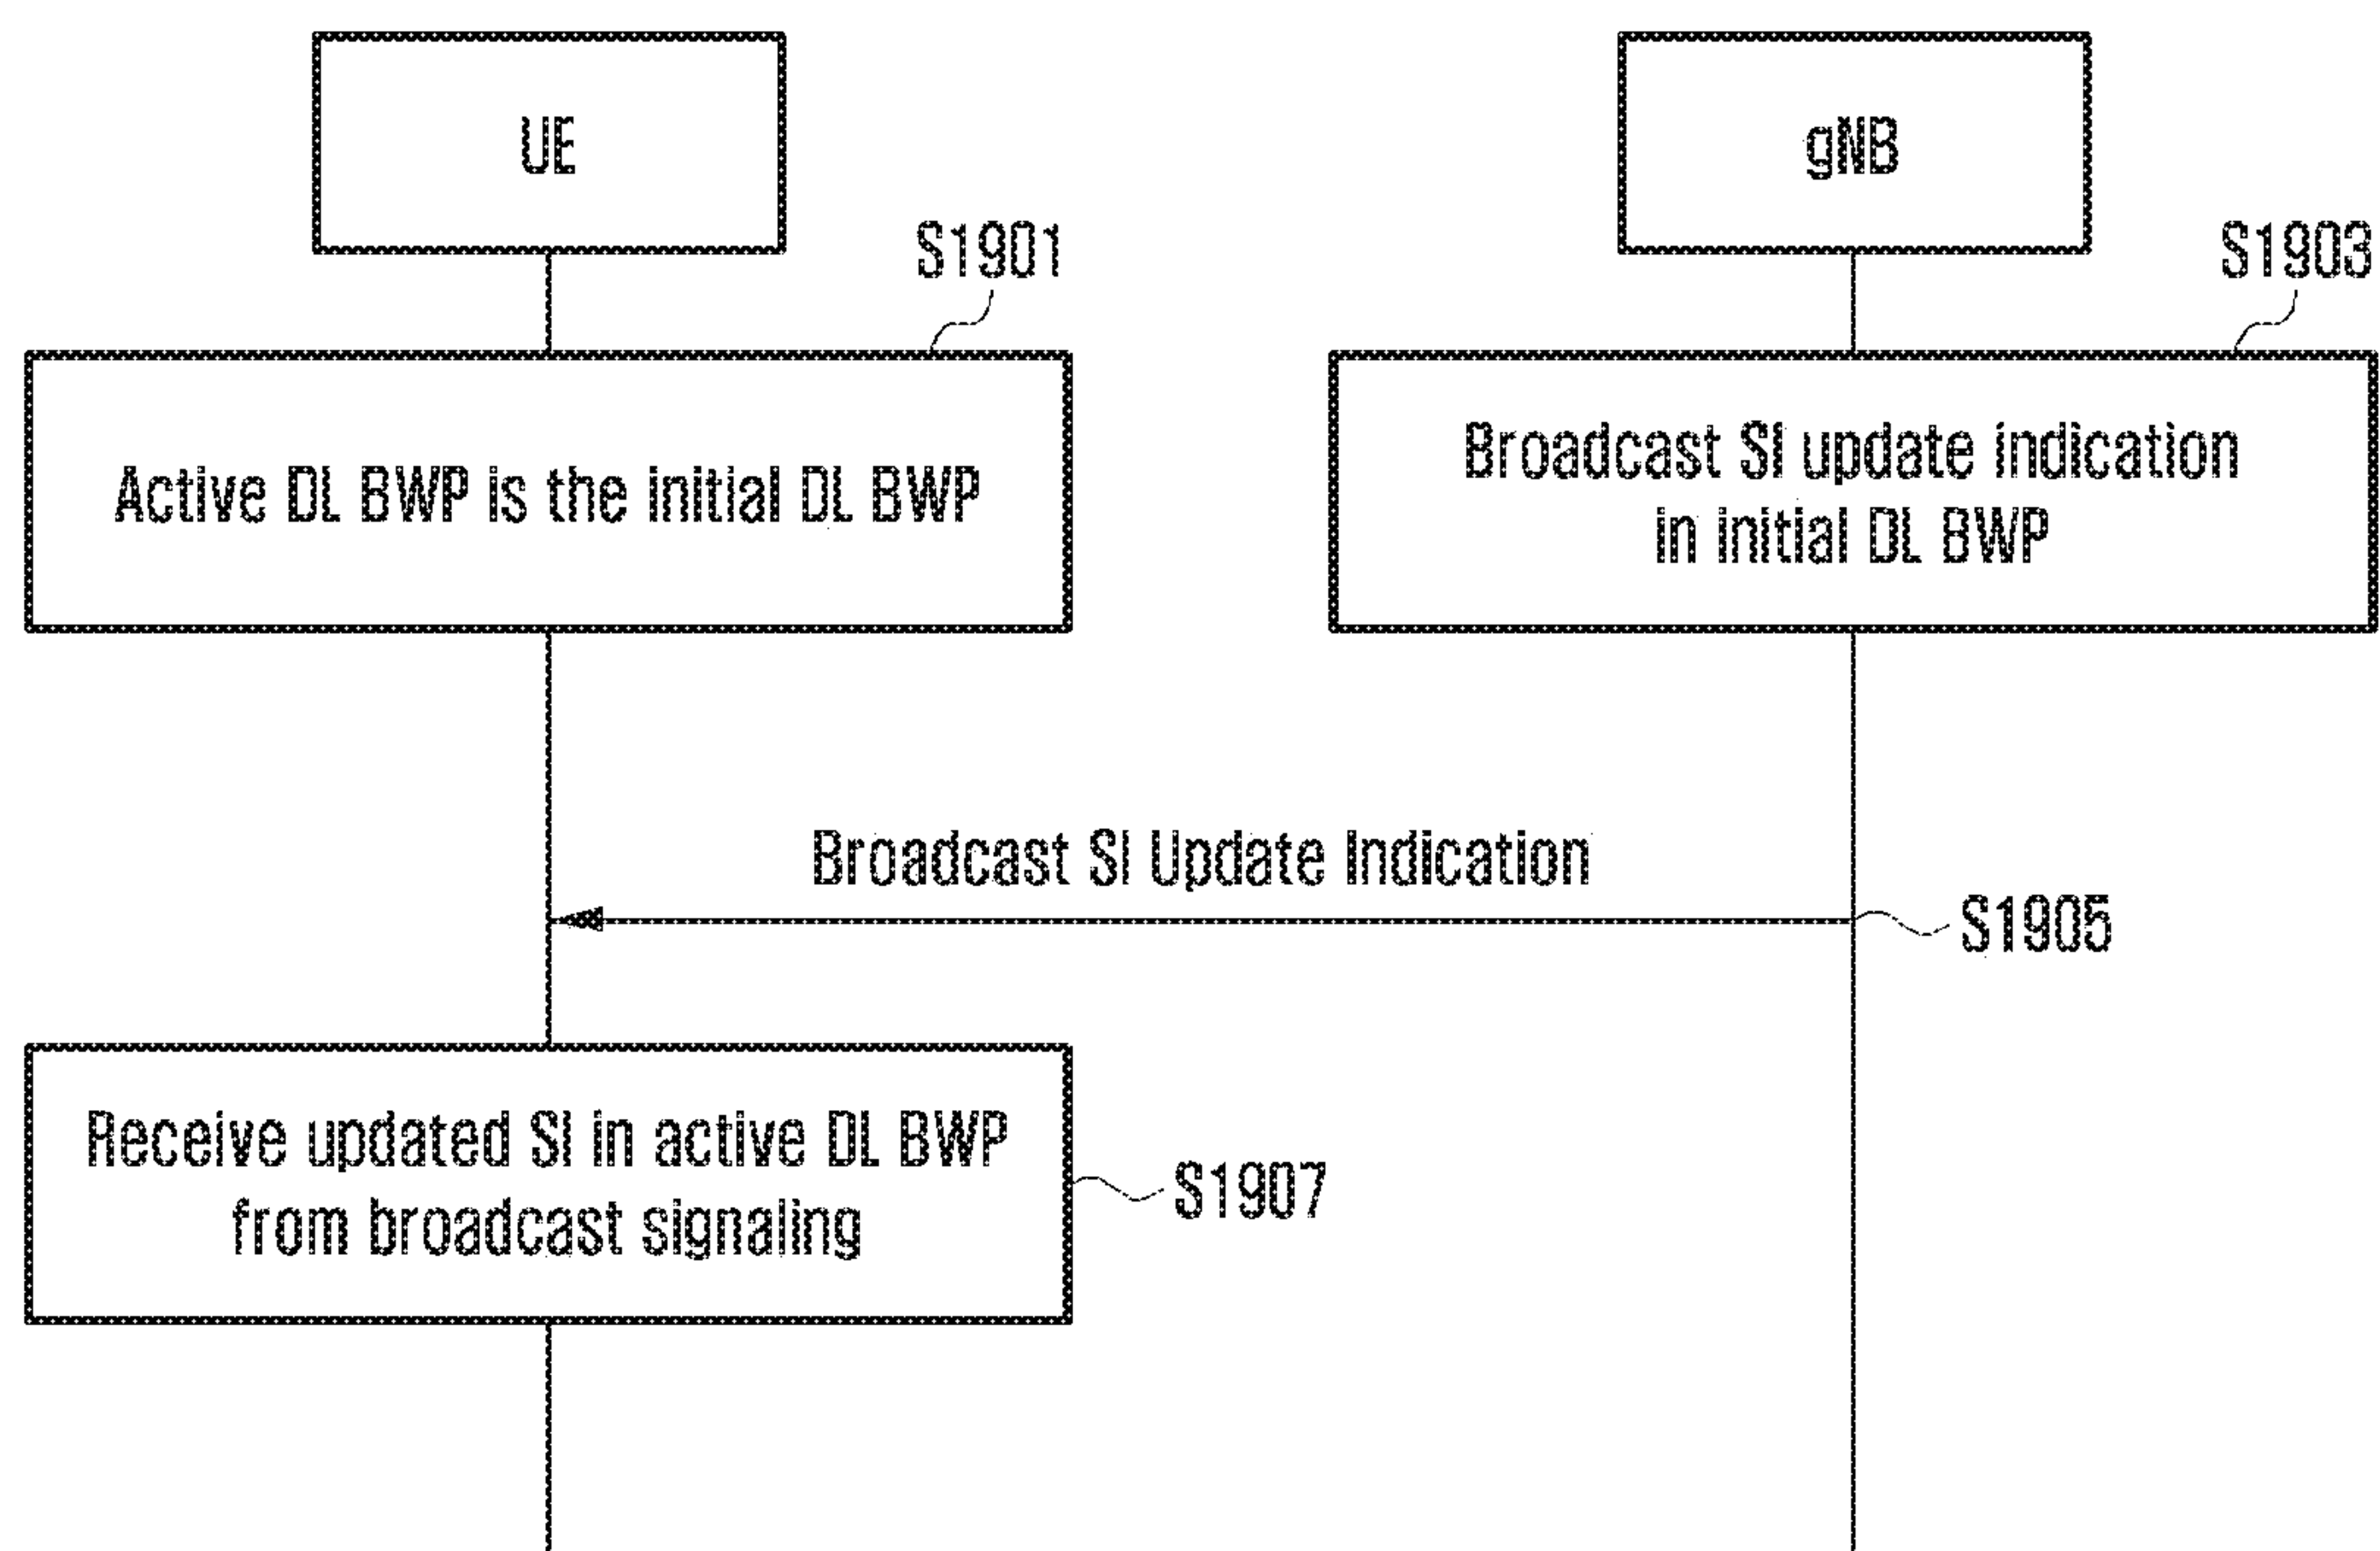 UE
gNB
S1901
S1903
Active DL BWP is the initial DL BWP
Broadcast SI update indication
in initial DL BWP
Broadcast SI Update Indication
S1905
Receive updated SI in active DL BWP
from broadcast signaling
S1907